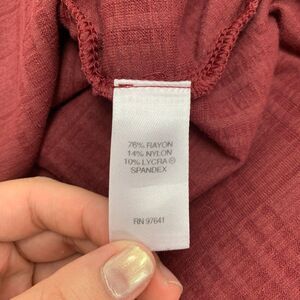 76% RAYON
14% NYLON
10% LYCRA ®
SPANDEX
RN 97641